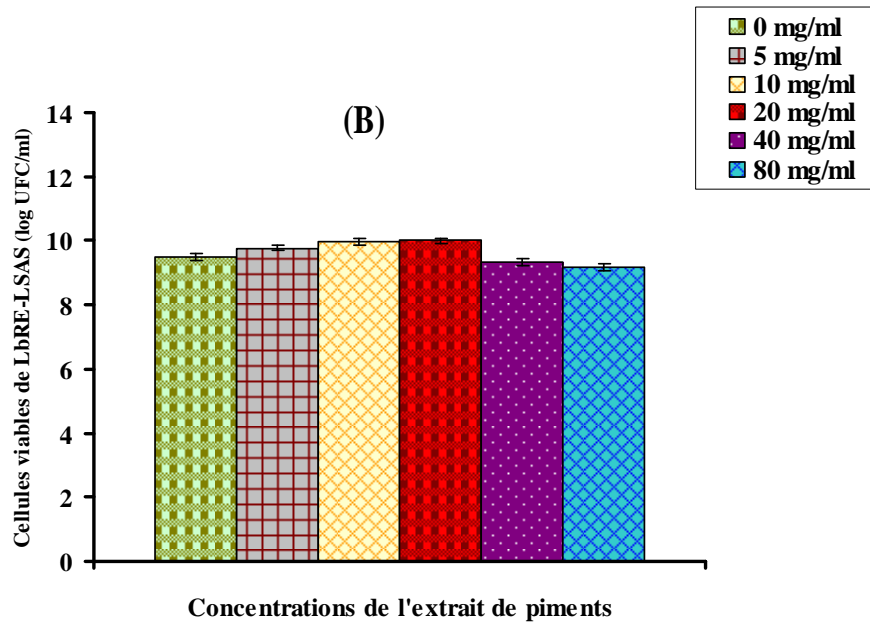 0 mg/ml
5 mg/ml
10 mg/ml
20 mg/ml
40 mg/ml
80 mg/ml
(B)
14
12
10
8
6
4
2
0
Cellules viables de LbRE-LSAS (log UFC/ml)
Concentrations de l'extrait de piments